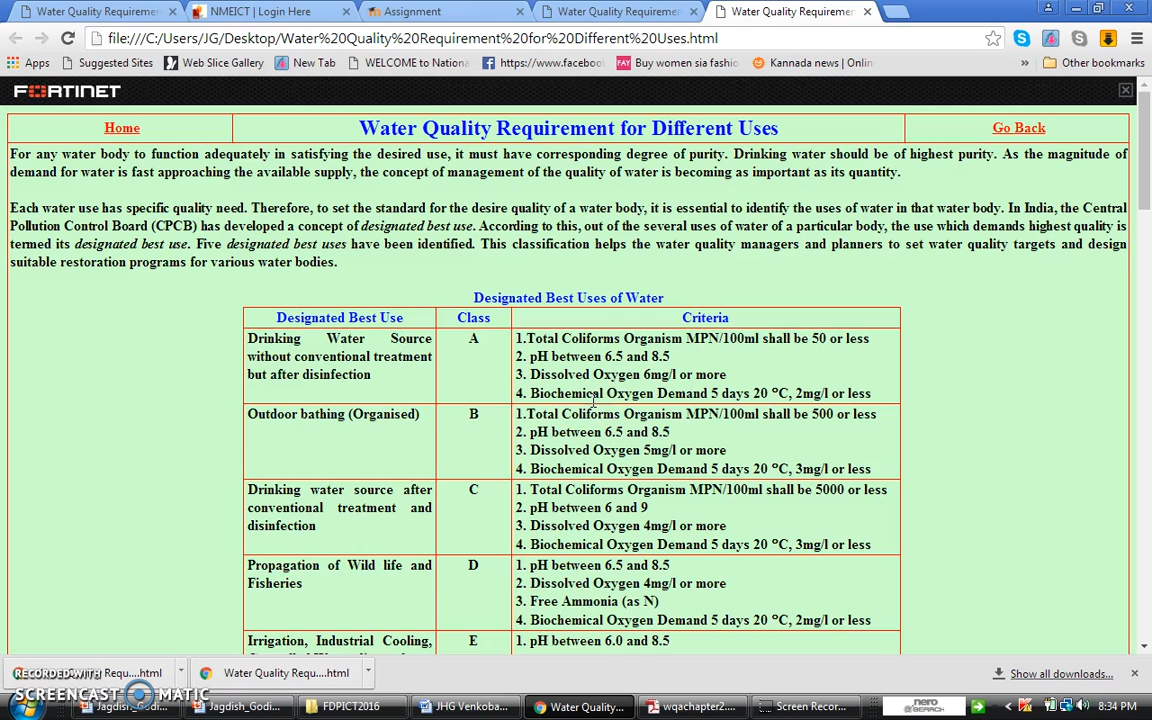 Water Quality Requiremen
NMEICT | Login Here
Assignment
Water Quality Requiremen
Water Quality Requiremen
file:///C:/Users/JG/Desktop/Water%20Quality%20Requirement%20for%20Different%20Uses.html
Apps
Suggested Sites
Web Slice Gallery
New Tab
WELCOME to Nationa
https://www.faceboo
FAY Buy women sia fashio
Kannada news | Onlin
»
Other bookmarks
FORTINET
Home
Water Quality Requirement for Different Uses
Go Back
For any water body to function adequately in satisfying the desired use, it must have corresponding degree of purity. Drinking water should be of highest purity. As the magnitude of
demand for water is fast approaching the available supply, the concept of management of the quality of water is becoming as important as its quantity.
Each water use has specific quality need. Therefore, to set the standard for the desire quality of a water body, it is essential to identify the uses of water in that water body. In India, the Central
Pollution Control Board (CPCB) has developed a concept of designated best use. According to this, out of the several uses of water of a particular body, the use which demands highest quality is
termed its designated best use. Five designated best uses have been identified. This classification helps the water quality managers and planners to set water quality targets and design
suitable restoration programs for various water bodies.
Designated Best Uses of Water
Designated Best Use
Class
Criteria
Drinking Water Source
without conventional treatment
but after disinfection
A
1.Total Coliforms Organism MPN/100ml shall be 50 or less
2. pH between 6.5 and 8.5
3. Dissolved Oxygen 6mg/l or more
4. Biochemical Oxygen Demand 5 days 20 °C, 2mg/l or less
Outdoor bathing (Organised)
B
1.Total Coliforms Organism MPN/100ml shall be 500 or less
2. pH between 6.5 and 8.5
3. Dissolved Oxygen 5mg/l or more
4. Biochemical Oxygen Demand 5 days 20 °C, 3mg/l or less
Drinking water source after
conventional treatment and
disinfection
C
1. Total Coliforms Organism MPN/100ml shall be 5000 or less
2. pH between 6 and 9
3. Dissolved Oxygen 4mg/l or more
4. Biochemical Oxygen Demand 5 days 20 °C, 3mg/l or less
Propagation of Wild life and
Fisheries
D
1. pH between 6.5 and 8.5
2. Dissolved Oxygen 4mg/l or more
3. Free Ammonia (as N)
4. Biochemical Oxygen Demand 5 days 20 °C, 2mg/l or less
Irrigation, Industrial Cooling,
E
1. pH between 6.0 and 8.5
RECORDED WITH
Requ....html
Water Quality Requ....html
Show all downloads...
SCREENCAST MATIC
Jagdish_Godi...
Jagdish_Godi...
FDPICT2016
JHG Venkoba...
Water Quality...
wqachapter2....
Screen Recor...
nero
SEARCH
8:34 PM